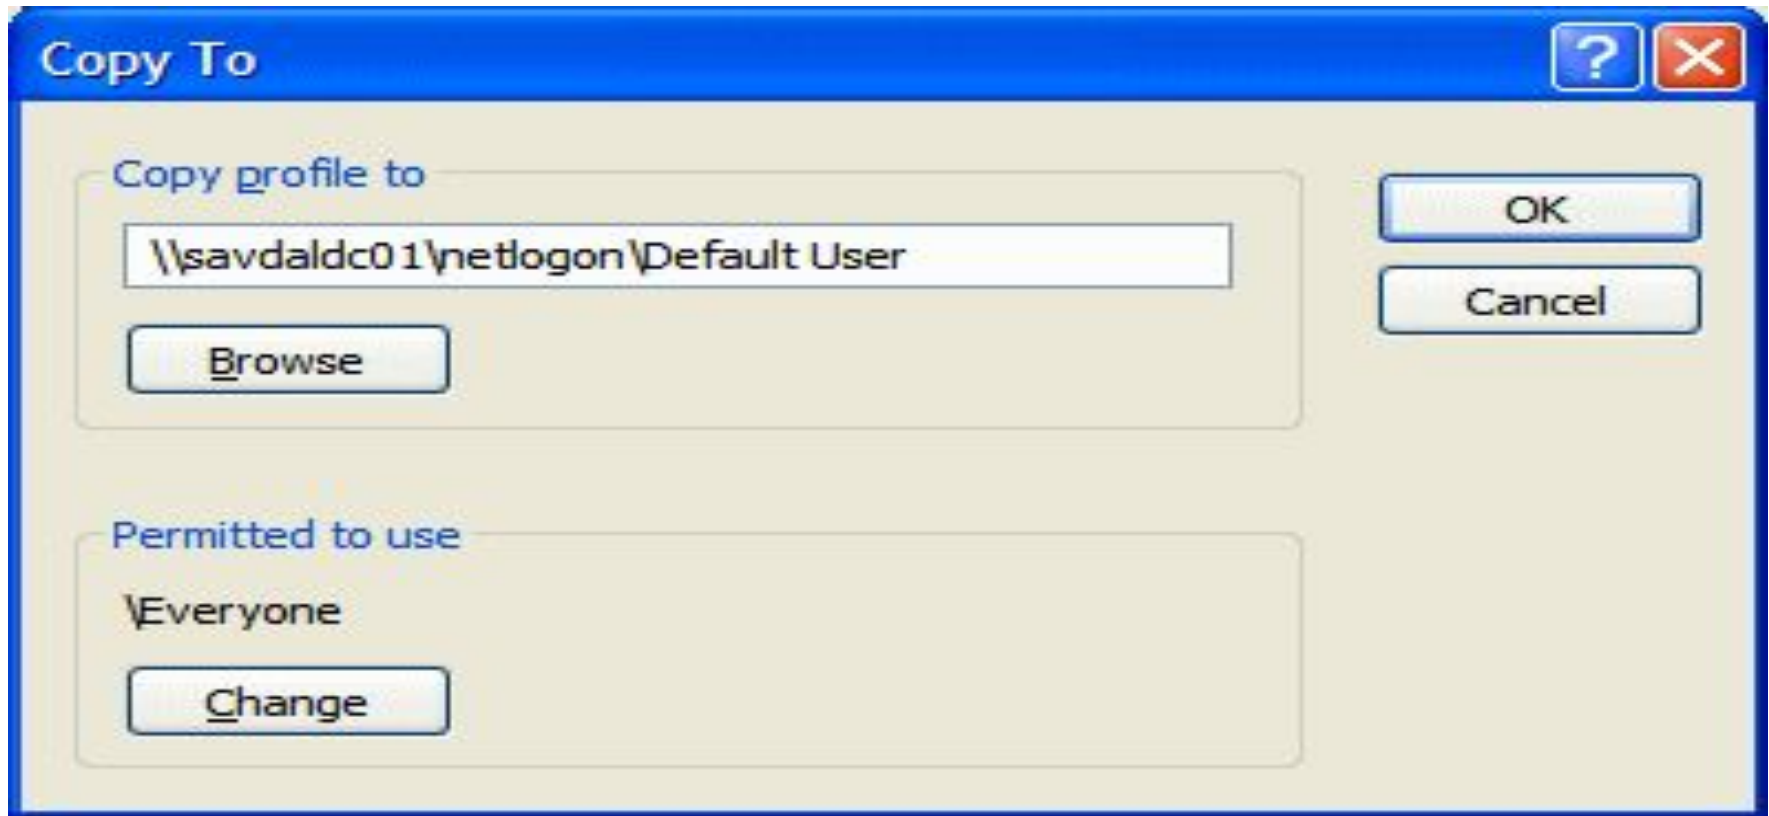 Copy To
Copy profile to
\\savdaldc01\netlogon\Default User
Browse
OK
Cancel
Permitted to use
\Everyone
Change